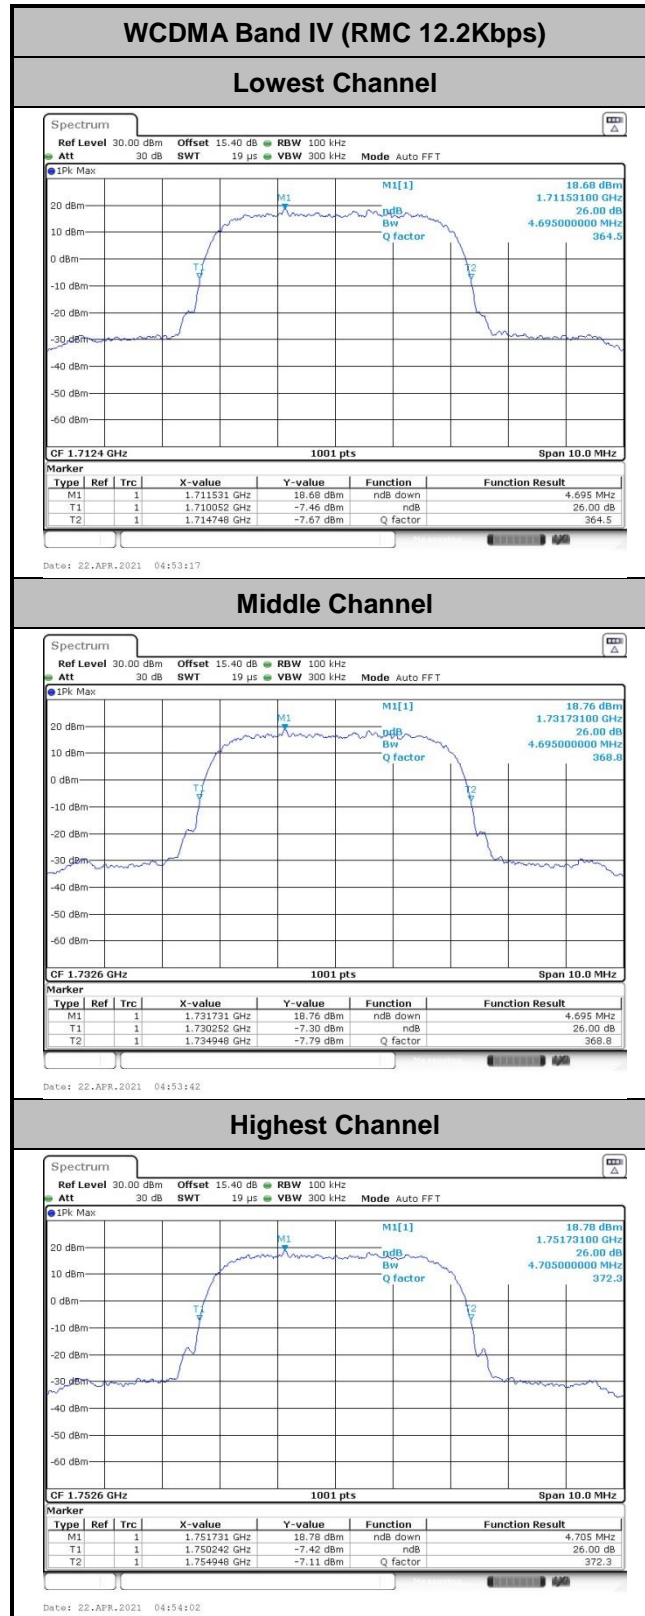 WCDMA Band IV (RMC 12.2Kbps)
Lowest Channel
Spectrum
Ref Level 30.00 dBm Offset 15.40 dB RBW 100 kHz
Att 30 dB SWT 19 µs VBW 300 kHz Mode Auto FFT
1Pk Max
M1[1] 18.68 dBm
1.71153100 GHz
M1
20 dBm
ndB 26.00 dB
Bw 4.695000000 MHz
10 dBm
Q factor 364.5
0 dBm
T1 T2
-10 dBm
-20 dBm
-30 dBm
-40 dBm
-50 dBm
-60 dBm
CF 1.7124 GHz 1001 pts Span 10.0 MHz
Marker
Type Ref Trc X-value Y-value Function Function Result
M1 1 1.711531 GHz 18.68 dBm ndB down 4.695 MHz
T1 1 1.710052 GHz -7.46 dBm ndB 26.00 dB
T2 1 1.714748 GHz -7.67 dBm Q factor 364.5
Date: 22.APR.2021 04:53:17
Middle Channel
Spectrum
Ref Level 30.00 dBm Offset 15.40 dB RBW 100 kHz
Att 30 dB SWT 19 µs VBW 300 kHz Mode Auto FFT
1Pk Max
M1[1] 18.76 dBm
1.73173100 GHz
M1
20 dBm
ndB 26.00 dB
Bw 4.695000000 MHz
10 dBm
Q factor 368.8
0 dBm
T1 T2
-10 dBm
-20 dBm
-30 dBm
-40 dBm
-50 dBm
-60 dBm
CF 1.7326 GHz 1001 pts Span 10.0 MHz
Marker
Type Ref Trc X-value Y-value Function Function Result
M1 1 1.731731 GHz 18.76 dBm ndB down 4.695 MHz
T1 1 1.730252 GHz -7.30 dBm ndB 26.00 dB
T2 1 1.734948 GHz -7.79 dBm Q factor 368.8
Date: 22.APR.2021 04:53:42
Highest Channel
Spectrum
Ref Level 30.00 dBm Offset 15.40 dB RBW 100 kHz
Att 30 dB SWT 19 µs VBW 300 kHz Mode Auto FFT
1Pk Max
M1[1] 18.78 dBm
1.75173100 GHz
M1
20 dBm
ndB 26.00 dB
Bw 4.705000000 MHz
10 dBm
Q factor 372.3
0 dBm
T1 T2
-10 dBm
-20 dBm
-30 dBm
-40 dBm
-50 dBm
-60 dBm
CF 1.7526 GHz 1001 pts Span 10.0 MHz
Marker
Type Ref Trc X-value Y-value Function Function Result
M1 1 1.751731 GHz 18.78 dBm ndB down 4.705 MHz
T1 1 1.750242 GHz -7.42 dBm ndB 26.00 dB
T2 1 1.754948 GHz -7.11 dBm Q factor 372.3
Date: 22.APR.2021 04:54:02